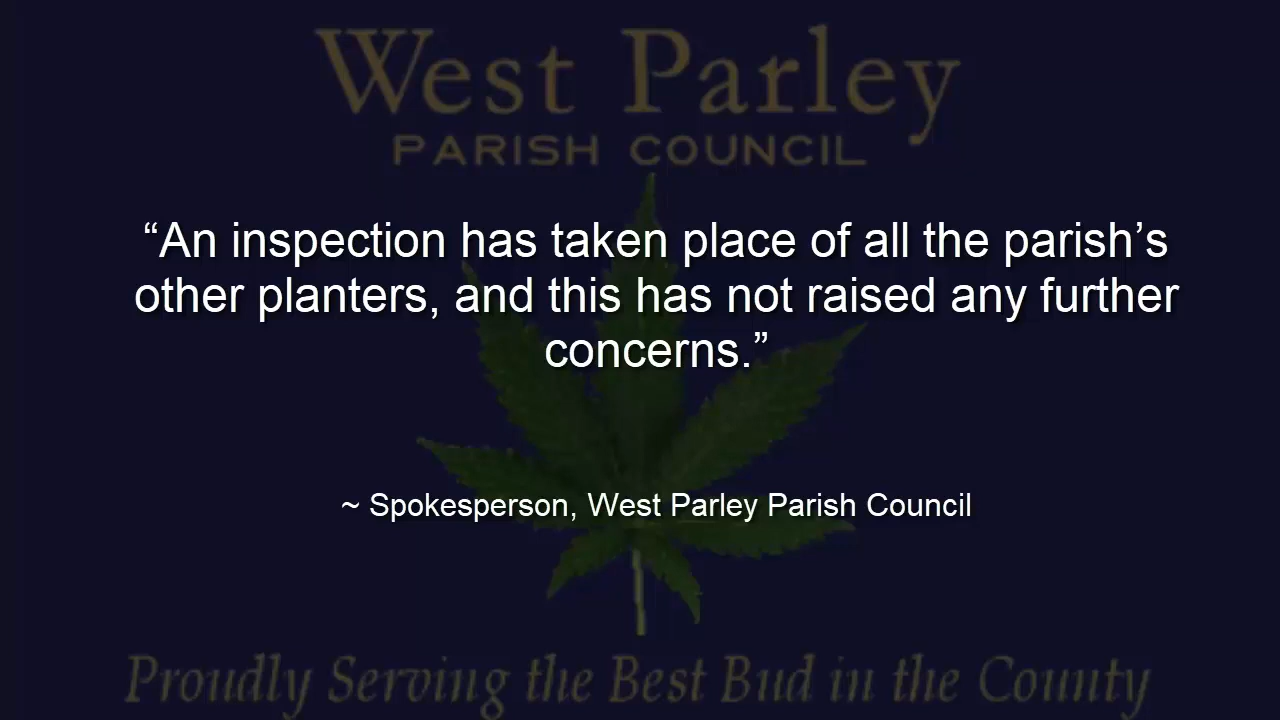 West Parley
PARISH COUNCIL
“An inspection has taken place of all the parish’s
other planters, and this has not raised any further
concerns.”
~ Spokesperson, West Parley Parish Council
Proudly Serving the Best Bud in the County